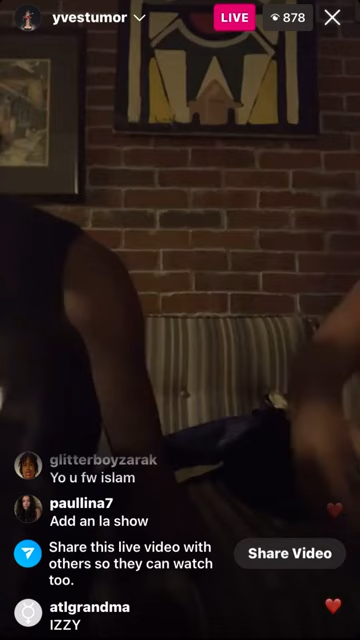 yvestumor
LIVE
878
glitterboyzarak
Yo u fw islam
paullina7
Add an la show
Share this live video with
others so they can watch
too.
Share Video
atlgrandma
IZZY